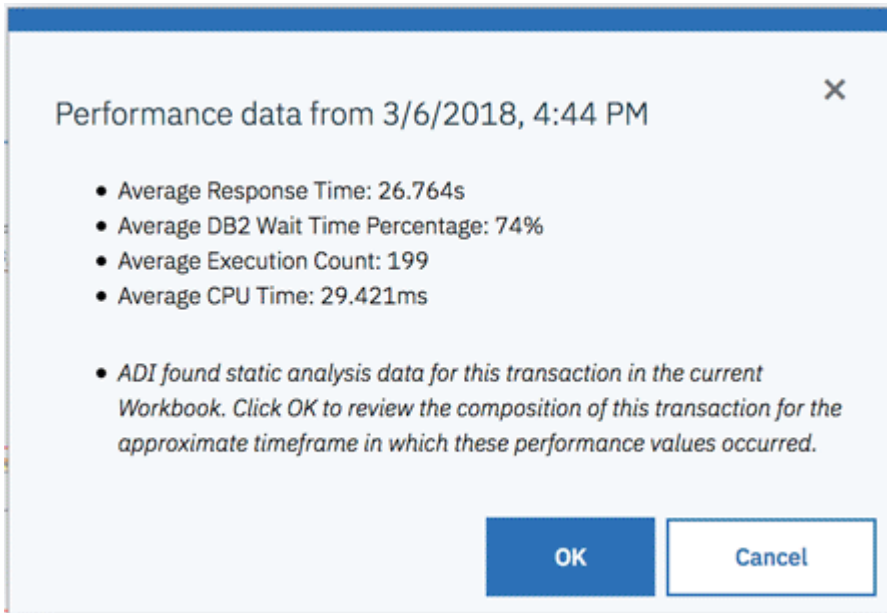 Performance data from 3/6/2018, 4:44 PM
• Average Response Time: 26.764s
• Average DB2 Wait Time Percentage: 74%
• Average Execution Count: 199
• Average CPU Time: 29.421ms
• ADI found static analysis data for this transaction in the current
Workbook. Click OK to review the composition of this transaction for the
approximate timeframe in which these performance values occurred.
OK
Cancel